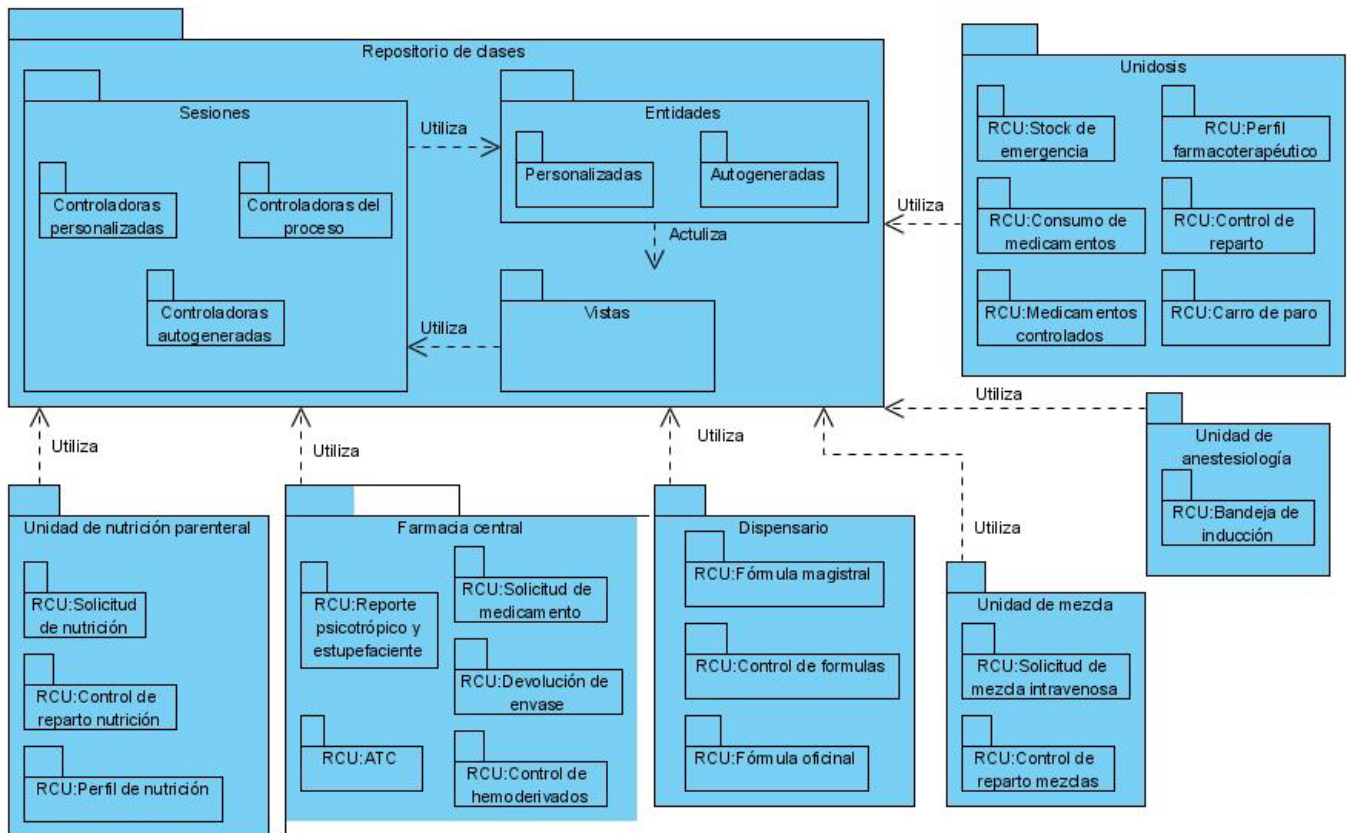 Repositorio de clases
Sesiones
Controladoras
personalizadas
Controladoras del
proceso
Controladoras
autogeneradas
Utiliza
Entidades
Personalizadas
Autogeneradas
Actuliza
Utiliza
Vistas
Utiliza
Unidosis
RCU:Stock de
emergencia
RCU:Perfil
farmacoterapéutico
RCU:Consumo de
medicamentos
RCU:Control de
reparto
RCU:Medicamentos
controlados
RCU:Carro de paro
Utiliza
Unidad de
anestesiología
RCU:Bandeja de
inducción
Utiliza
Utiliza
Utiliza
Utiliza
Unidad de nutrición parenteral
RCU:Solicitud
de nutrición
RCU:Control de
reparto nutrición
RCU:Perfil de nutrición
Farmacia central
RCU:Reporte
psicotrópico y
estupefaciente
RCU:Solicitud de
medicamento
RCU:Devolución de
envase
RCU:ATC
RCU:Control de
hemoderivados
Dispensario
RCU:Fórmula magistral
RCU:Control de formulas
RCU:Fórmula oficinal
Unidad de mezcla
RCU:Solicitud de
mezcla intravenosa
RCU:Control de
reparto mezclas